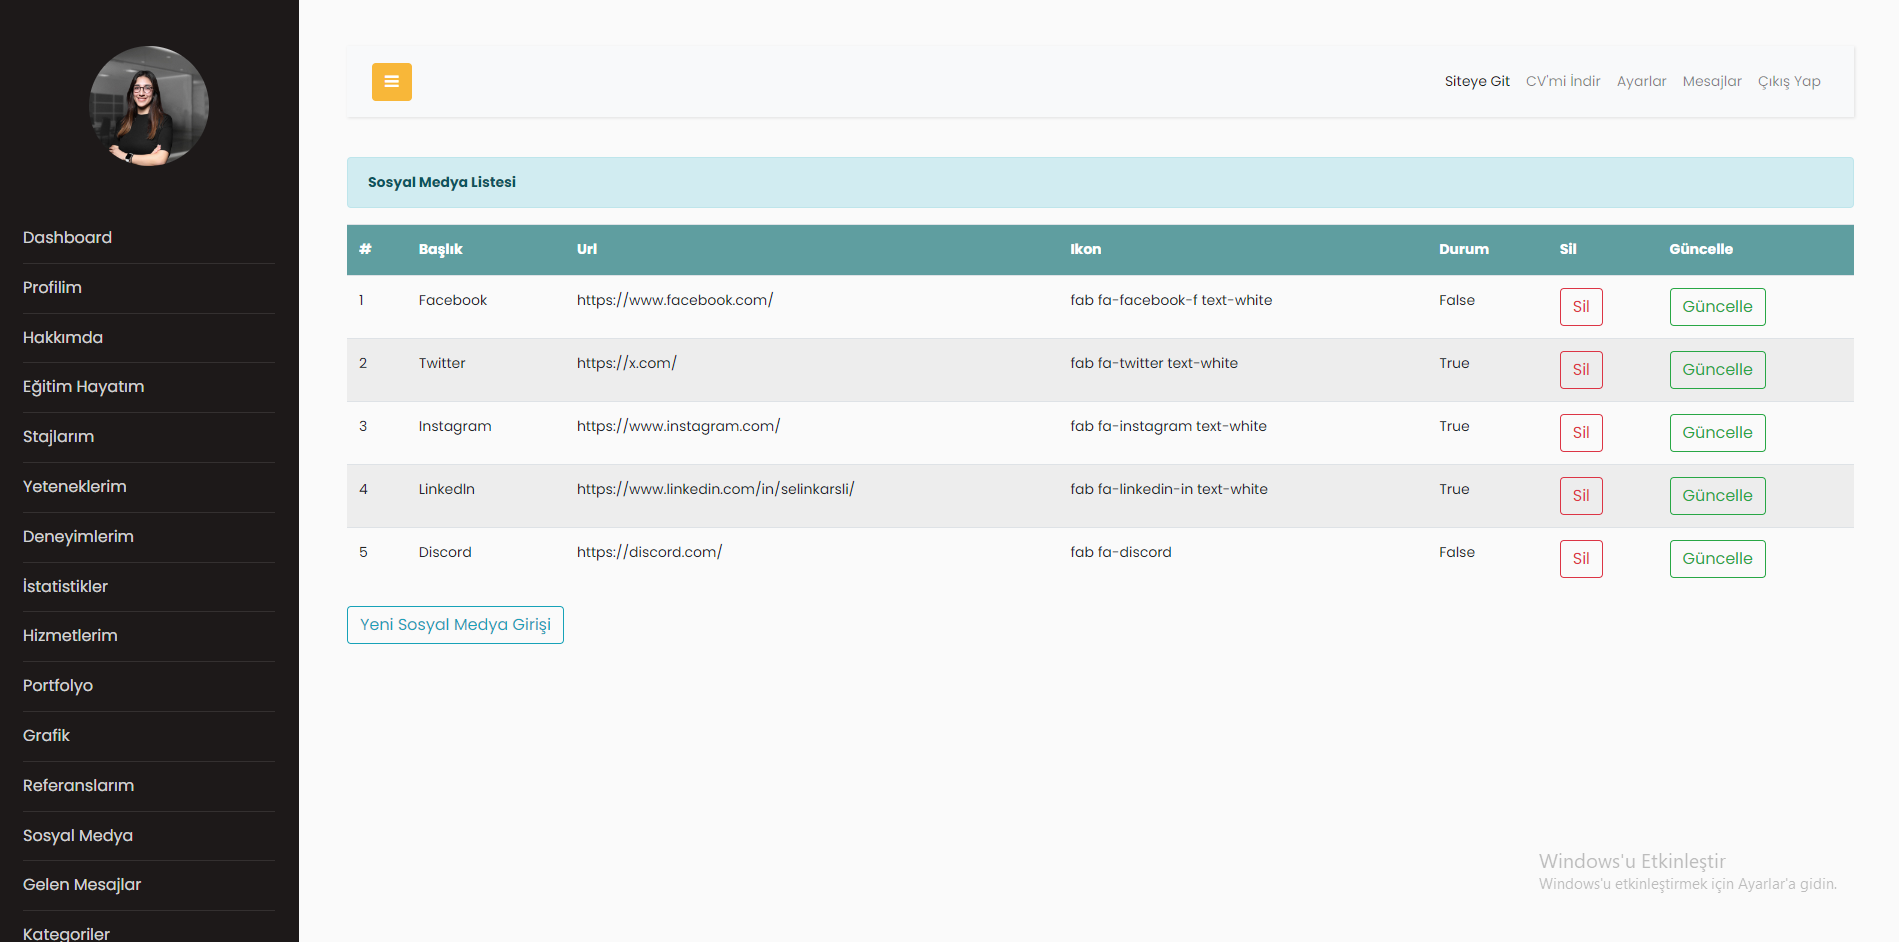 Siteye Git CV'mi İndir Ayarlar Mesajlar Çıkış Yap
Dashboard
Profilim
Hakkımda
Eğitim Hayatım
Stajlarım
Yeteneklerim
Deneyimlerim
İstatistikler
Hizmetlerim
Portfolyo
Grafik
Referanslarım
Sosyal Medya
Gelen Mesajlar
Kategoriler
Sosyal Medya Listesi
# Başlık Url Ikon Durum Sil Güncelle
1 Facebook https://www.facebook.com/ fab fa-facebook-f text-white False Sil Güncelle
2 Twitter https://x.com/ fab fa-twitter text-white True Sil Güncelle
3 Instagram https://www.instagram.com/ fab fa-instagram text-white True Sil Güncelle
4 LinkedIn https://www.linkedin.com/in/selinkarsli/ fab fa-linkedin-in text-white True Sil Güncelle
5 Discord https://discord.com/ fab fa-discord False Sil Güncelle
Yeni Sosyal Medya Girişi
Windows'u Etkinleştir
Windows'u etkinleştirmek için Ayarlar'a gidin.